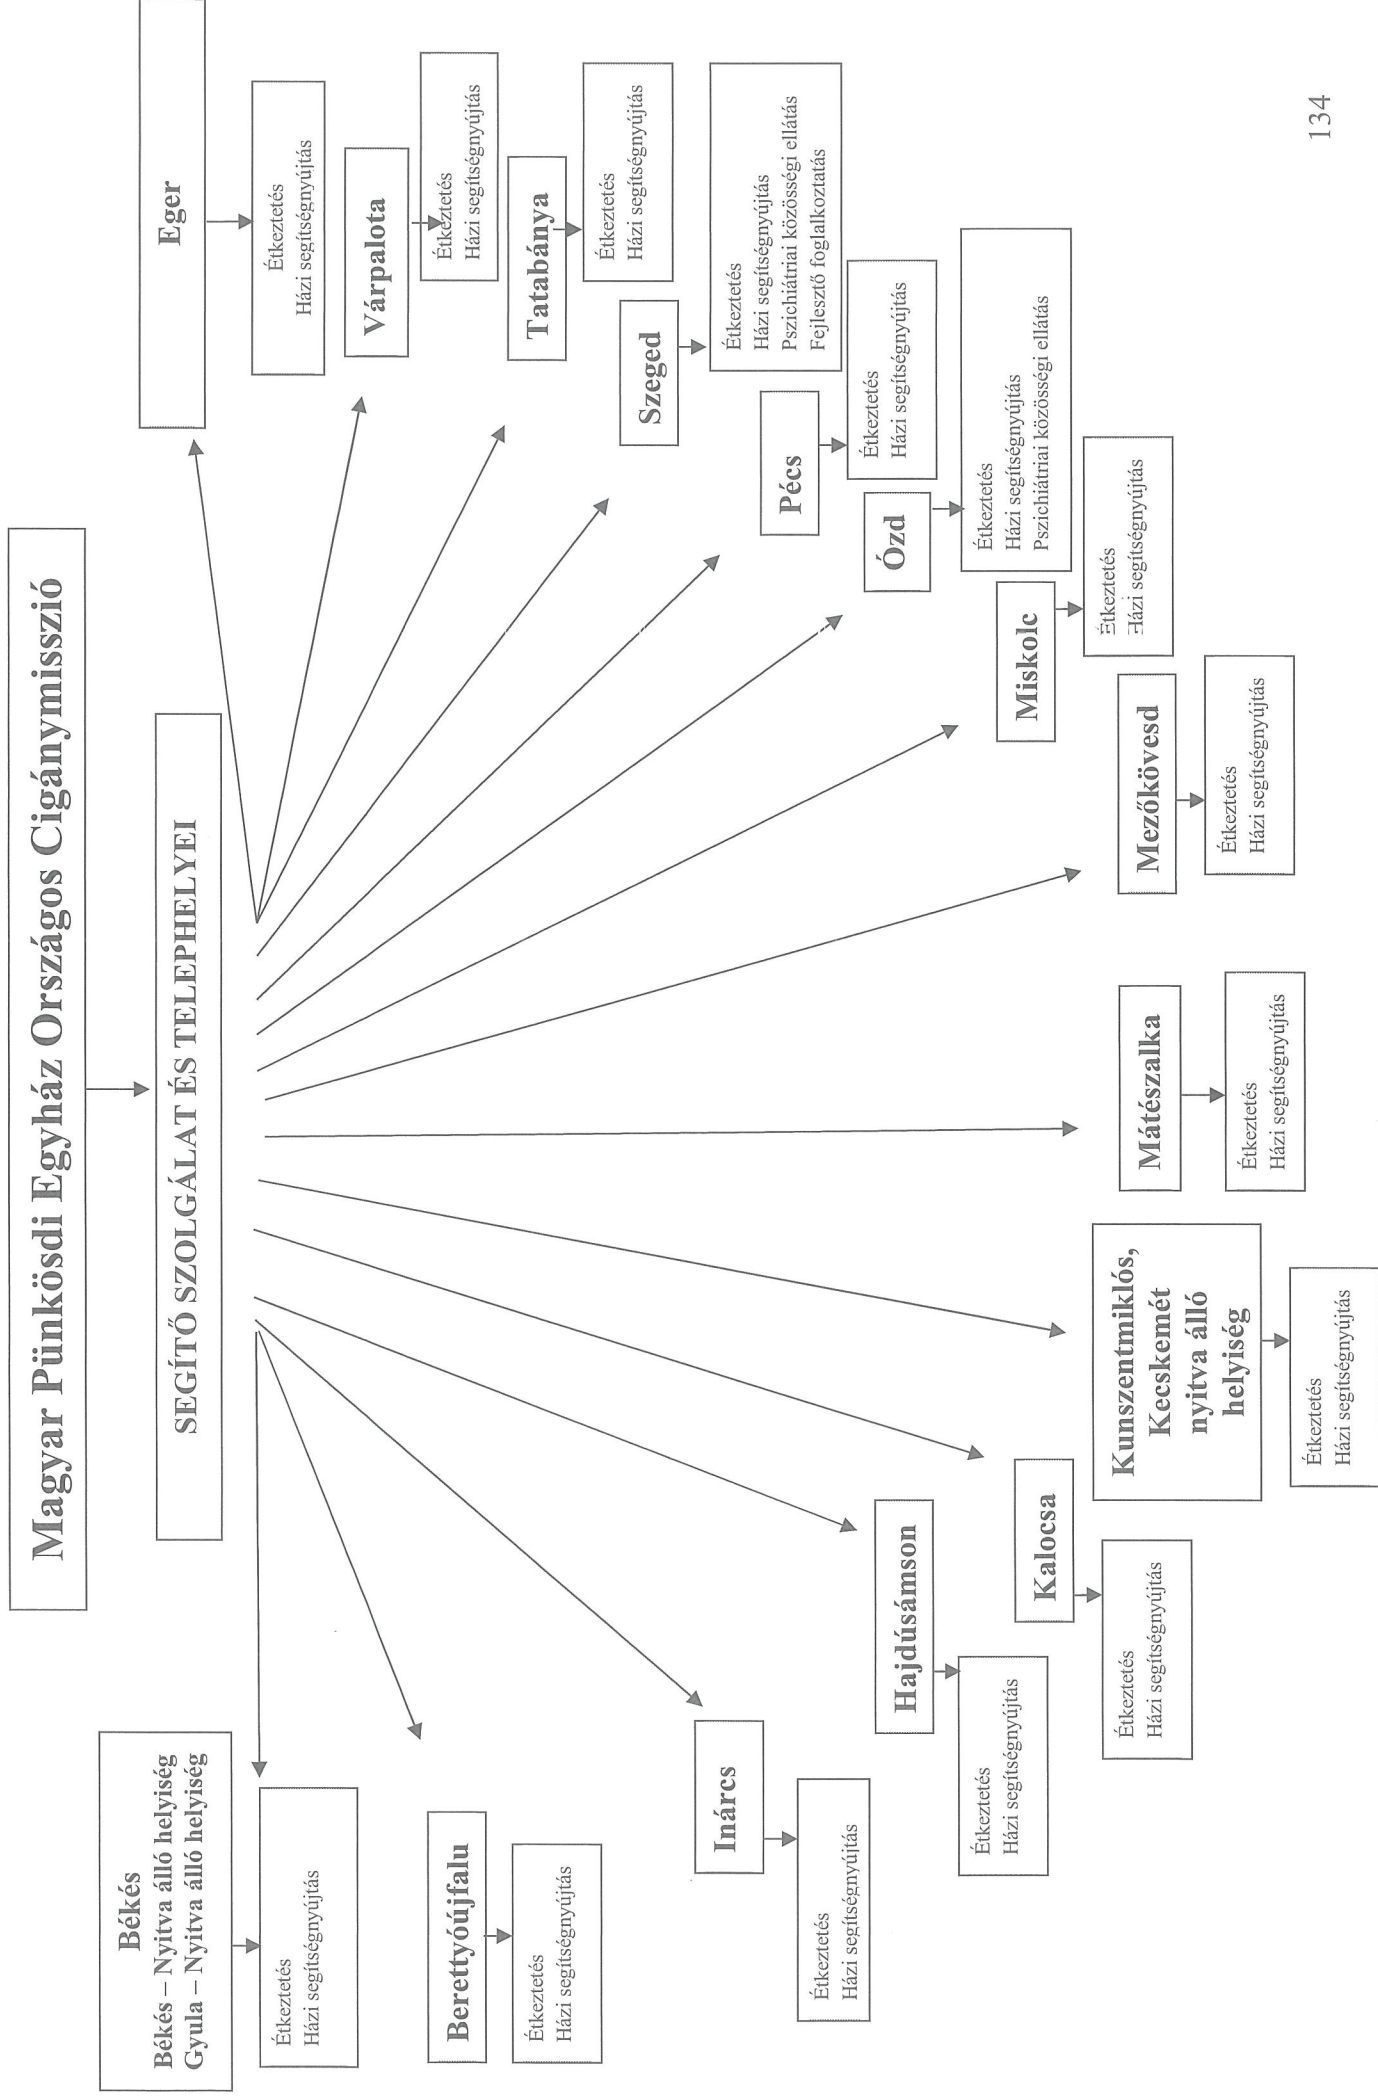 Magyar Pünkösdi Egyház Országos Cigánymisszió
SEGÍTŐ SZOLGÁLAT ÉS TELEPHELYEI
Békés
Békés – Nyitva álló helyiség
Gyula – Nyitva álló helyiség
Étkeztetés
Házi segítségnyújtás
Berettyóújfalu
Étkeztetés
Házi segítségnyújtás
Inárcs
Étkeztetés
Házi segítségnyújtás
Hajdúsámson
Étkeztetés
Házi segítségnyújtás
Kalocsa
Étkeztetés
Házi segítségnyújtás
Kunszentmiklós,
Kecskemét
nyitva álló
helyiség
Étkeztetés
Házi segítségnyújtás
Mátészalka
Étkeztetés
Házi segítségnyújtás
Mezőkövesd
Étkeztetés
Házi segítségnyújtás
Miskolc
Étkeztetés
Házi segítségnyújtás
Ózd
Étkeztetés
Házi segítségnyújtás
Pszichiátriai közösségi ellátás
Pécs
Étkeztetés
Házi segítségnyújtás
Szeged
Étkeztetés
Házi segítségnyújtás
Pszichiátriai közösségi ellátás
Fejlesztő foglalkoztatás
Tatabánya
Étkeztetés
Házi segítségnyújtás
Várpalota
Étkeztetés
Házi segítségnyújtás
Eger
Étkeztetés
Házi segítségnyújtás
134